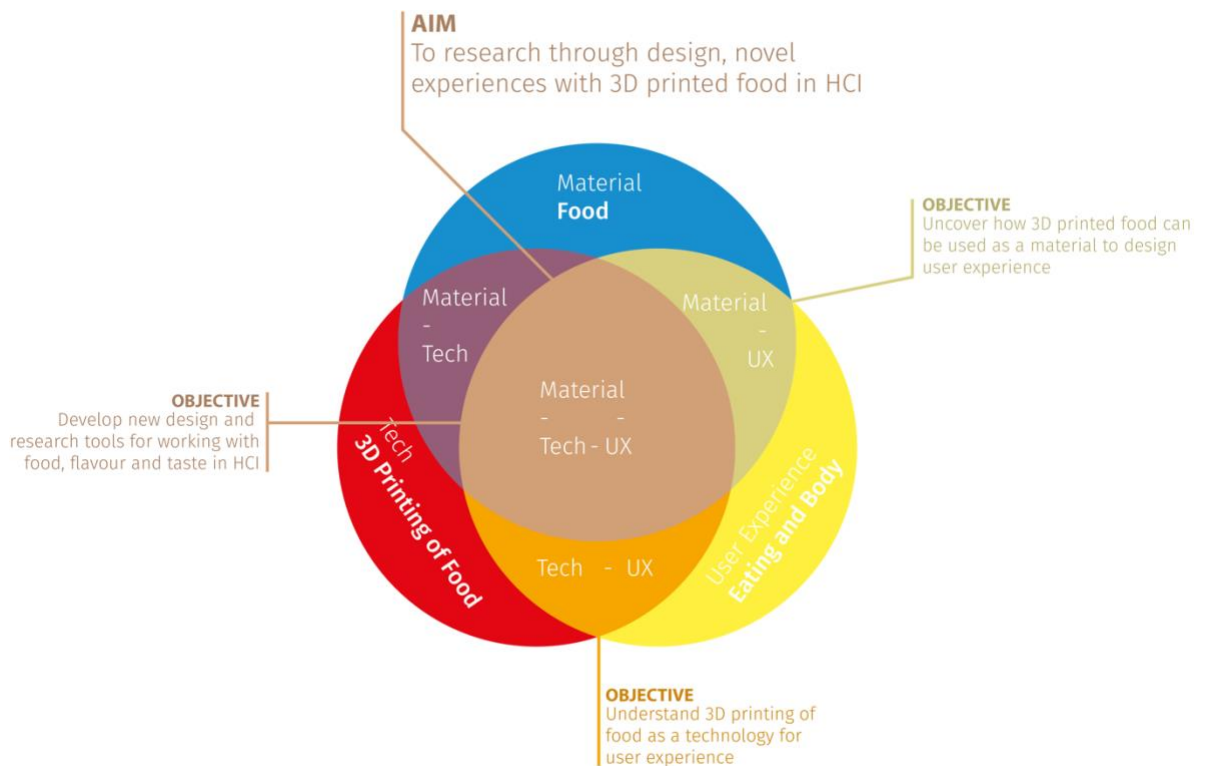 AIM
To research through design, novel
experiences with 3D printed food in HCI
Material
Food
OBJECTIVE
Uncover how 3D printed food can
be used as a material to design
user experience
Material
-
Tech
Material
-
UX
Material
- -
Tech - UX
OBJECTIVE
Develop new design and
research tools for working with
food, flavour and taste in HCI
Tech
3D Printing of Food
User Experience
Eating and Body
Tech - UX
OBJECTIVE
Understand 3D printing of
food as a technology for
user experience